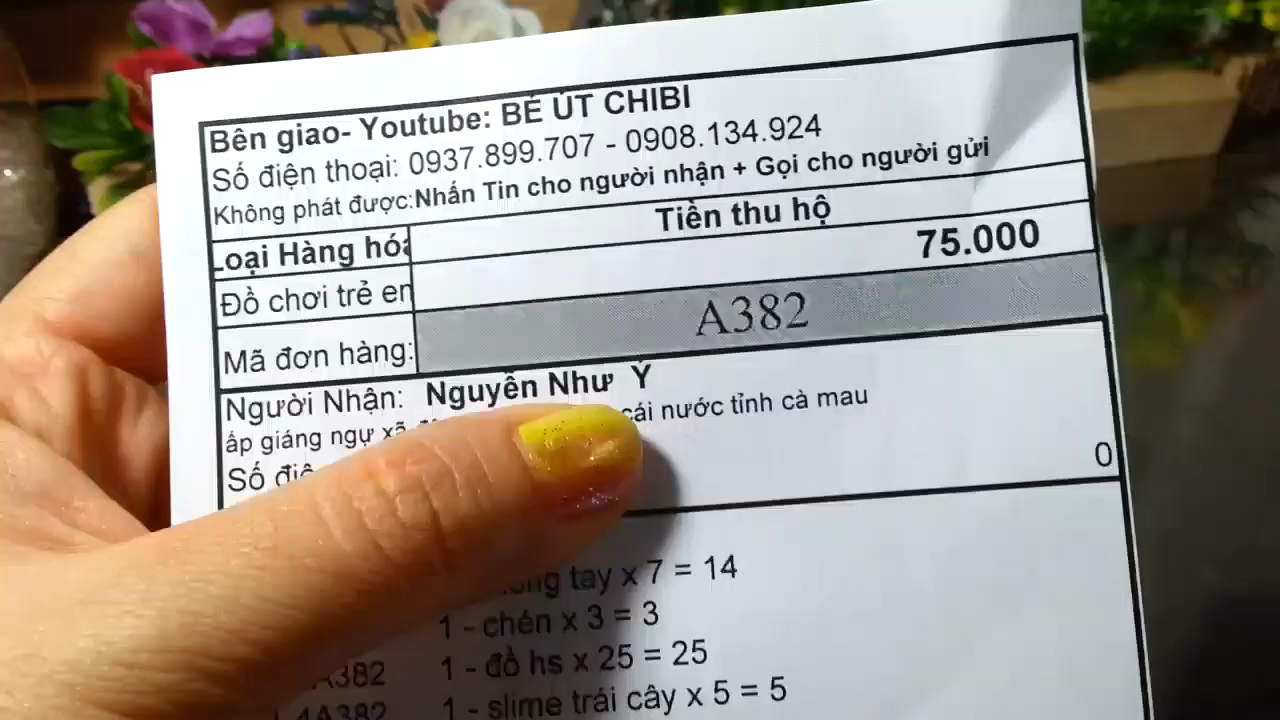 Bên giao- Youtube: BÉ ÚT CHIBI
Số điện thoại: 0937.899.707 - 0908.134.924
Không phát được:Nhấn Tin cho người nhận + Gọi cho người gửi
Loại Hàng hóa
Tiền thu hộ
Đồ chơi trẻ em
75.000
Mã đơn hàng:
A382
Người Nhận: Nguyễn Như Ý
ấp giáng ngự xã cái nước tỉnh cà mau
Số
0
tay x 7 = 14
1 - chén x 3 = 3
A382 1 - đồ hs x 25 = 25
1A382 1 - slime trái cây x 5 = 5